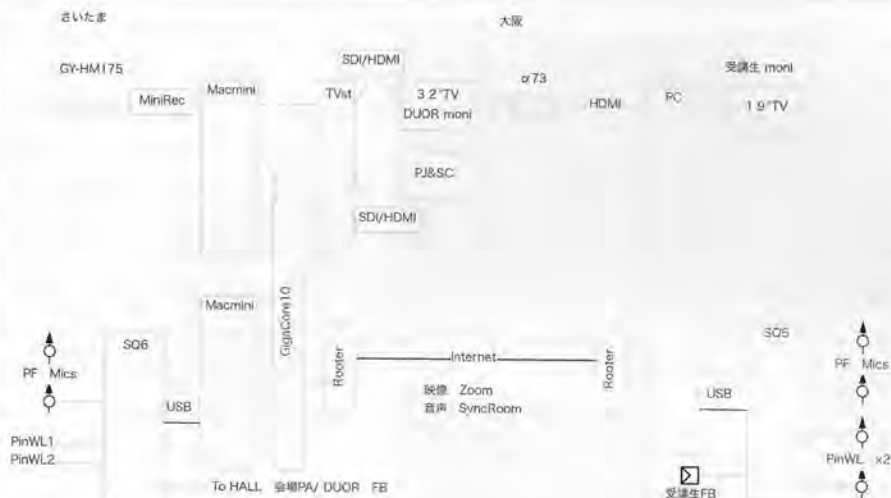 さいたま
大阪
GY-HM175
MiniRec
Macmini
TVst
SDI/HDMI
32"TV
DUOR moni
α73
HDMI
PC
受講生 moni
19"TV
PJ&SC
SDI/HDMI
Macmini
GignCore10
SQ6
PF Mics
USB
PinWL1
PinWL2
Rooter
Internet
Rooter
映像 Zoom
音声 SyncRoom
SQ5
PF Mics
USB
PinWL x2
受講生FB
To HALL 会場PA/ DUOR FB